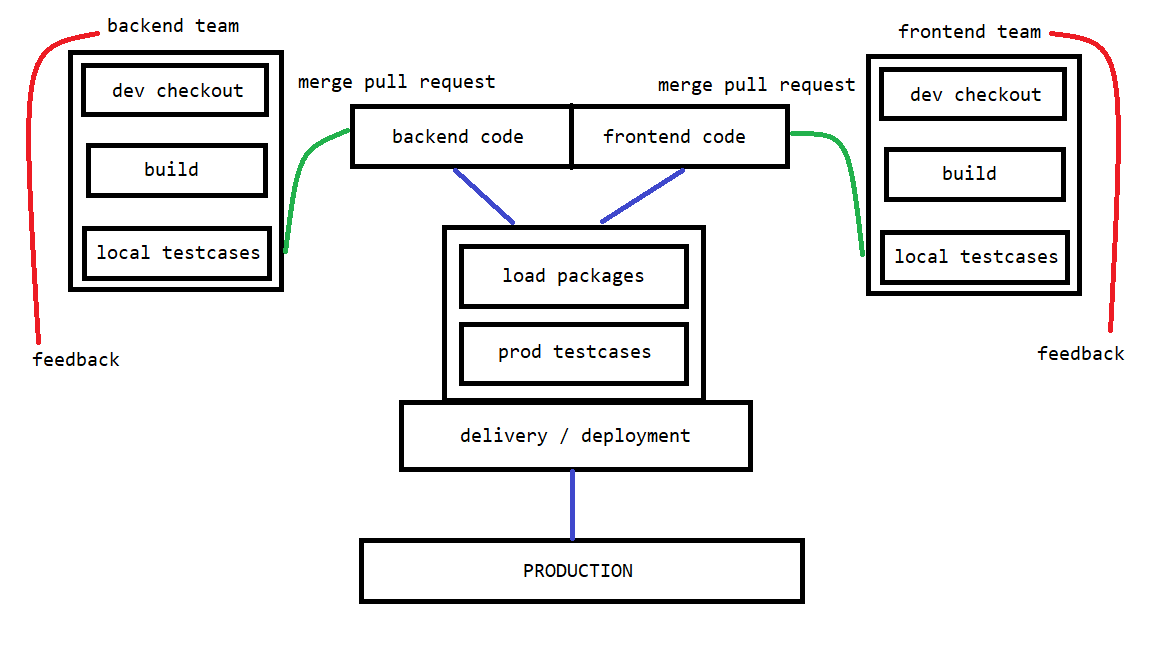 backend team
dev checkout
build
local testcases
feedback
merge pull request
merge pull request
backend code
frontend code
load packages
prod testcases
delivery / deployment
PRODUCTION
frontend team
dev checkout
build
local testcases
feedback